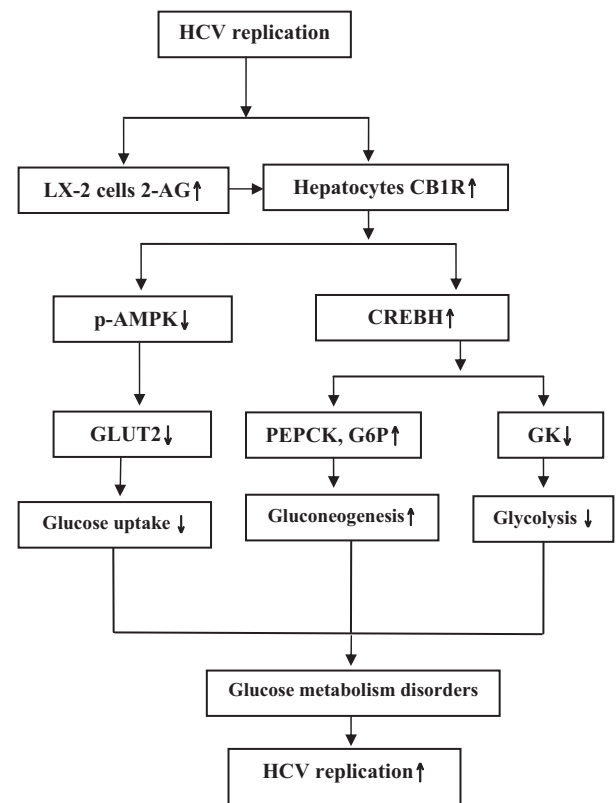 HCV replication
LX-2 cells 2-AG↑
Hepatocytes CB1R↑
p-AMPK↓
CREBH↑
GLUT2↓
PEPCK, G6P↑
GK↓
Glucose uptake ↓
Gluconeogenesis↑
Glycolysis ↓
Glucose metabolism disorders
HCV replication↑